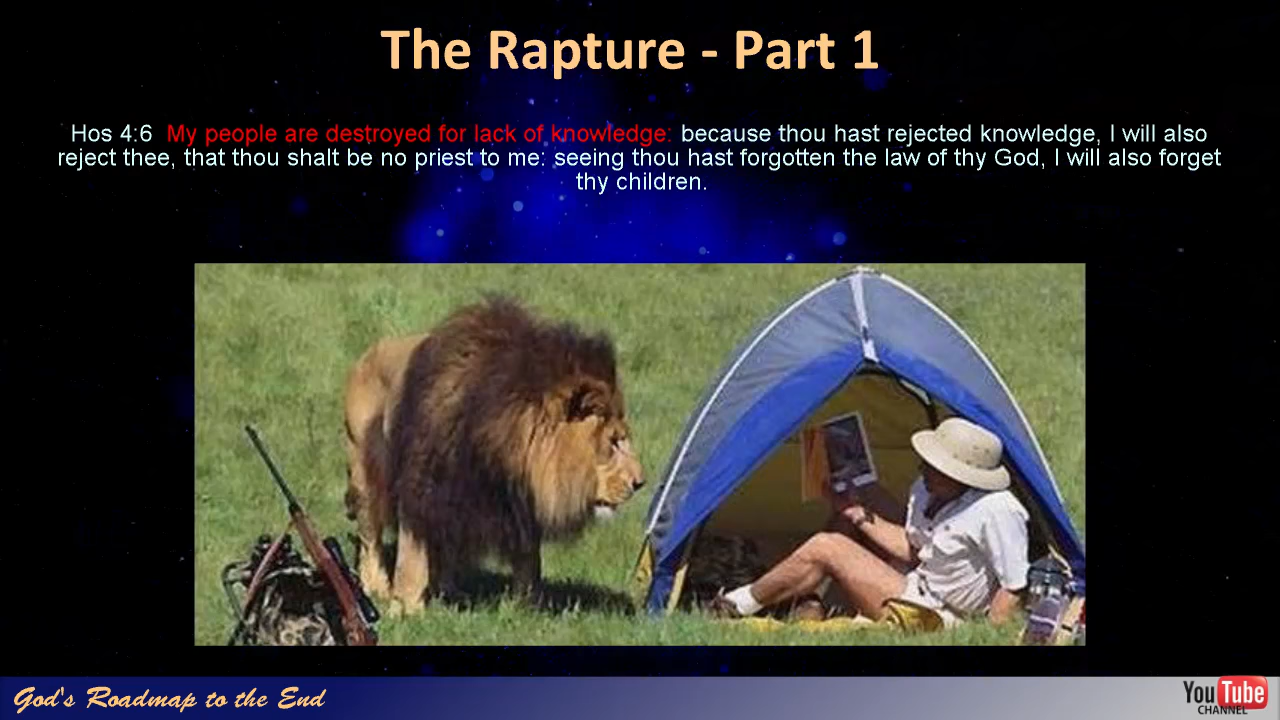 The Rapture - Part 1
Hos 4:6 My people are destroyed for lack of knowledge: because thou hast rejected knowledge, I will also
reject thee, that thou shalt be no priest to me: seeing thou hast forgotten the law of thy God, I will also forget
thy children.
God's Roadmap to the End
YouTube
CHANNEL